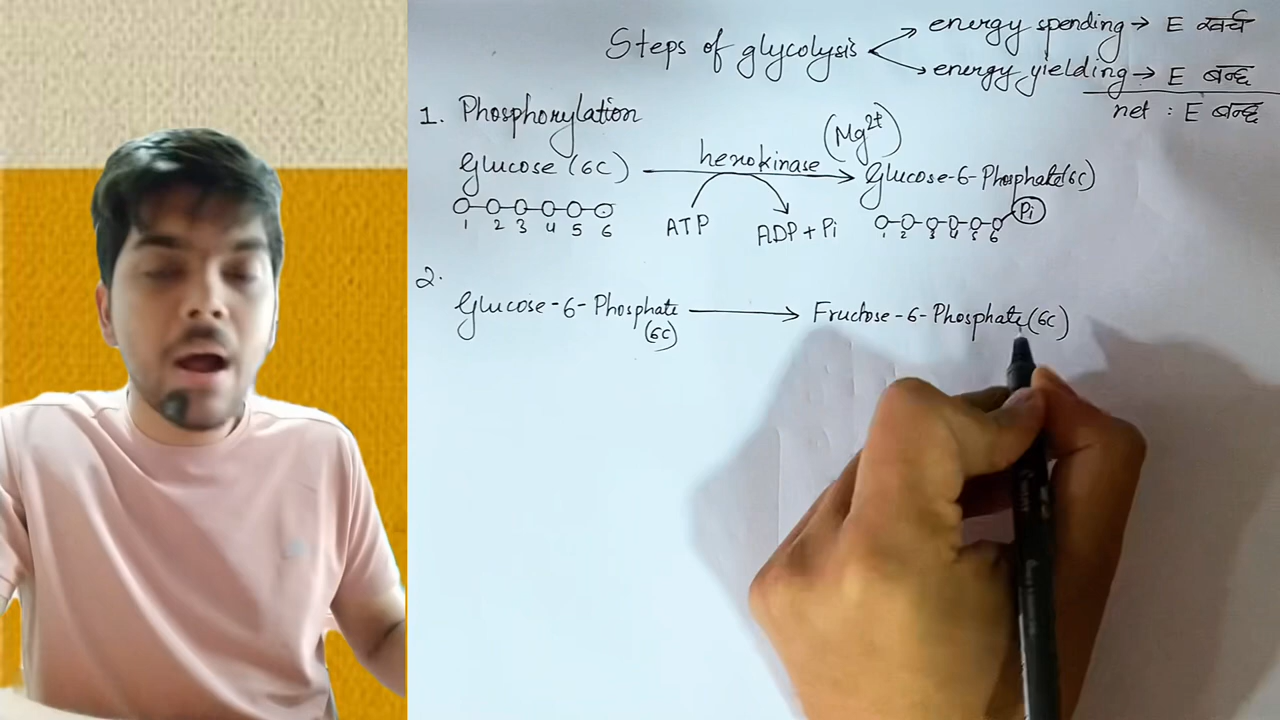 Steps of glycolysis
energy spending → E खर्च
energy yielding → E बन्छ
net : E बन्छ
1. Phosphorylation
Glucose (6C) hexokinase (Mg2+) Glucose-6-Phosphate(6C)
ATP ADP + Pi
1 2 3 4 5 6
1 2 3 4 5 6 Pi
2.
Glucose-6-Phosphate (6C) → Fructose-6-Phosphate(6C)